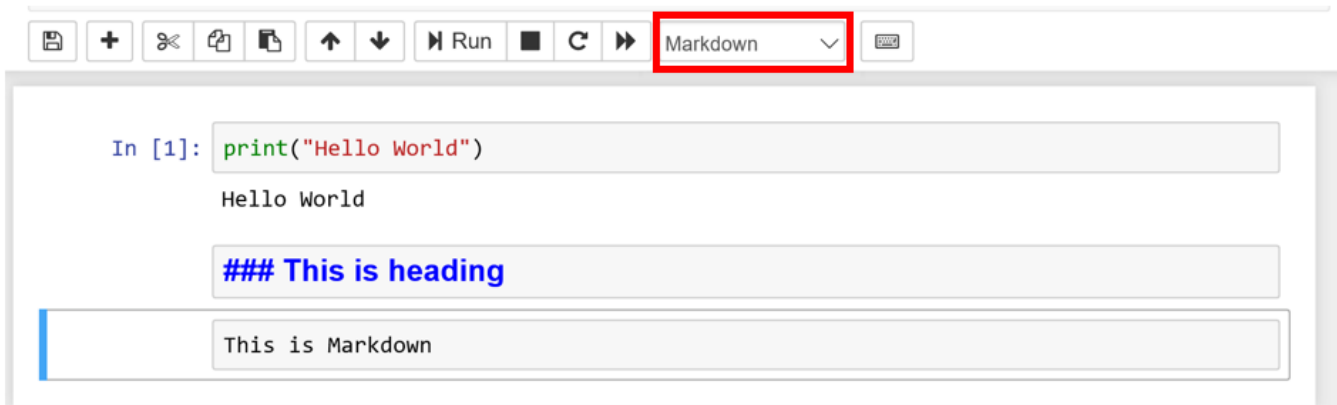 Run Markdown
In [1]: print("Hello World")
Hello World
### This is heading
This is Markdown